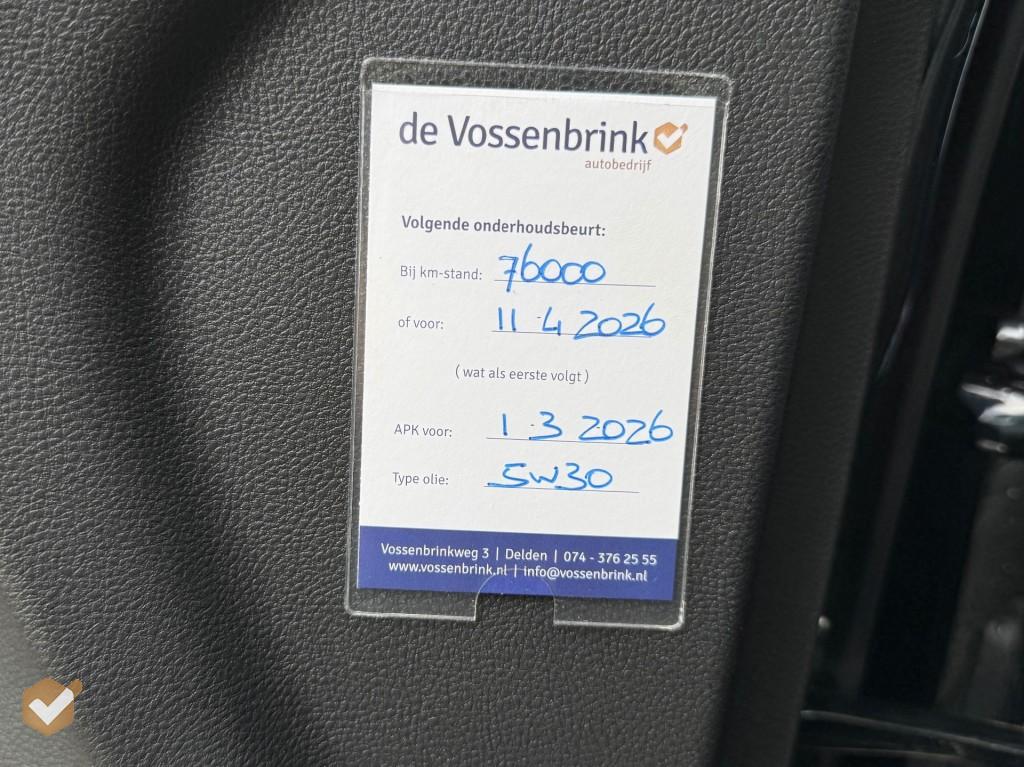 de Vossenbrink
autobedrijf
Volgende onderhoudsbeurt:
Bij km-stand: 76000
of voor: 11-4 2026
( wat als eerste volgt )
APK voor: 1-3 2026
Type olie: 5W30
Vossenbrinkweg 3 | Delden | 074 - 376 25 55
www.vossenbrink.nl | info@vossenbrink.nl